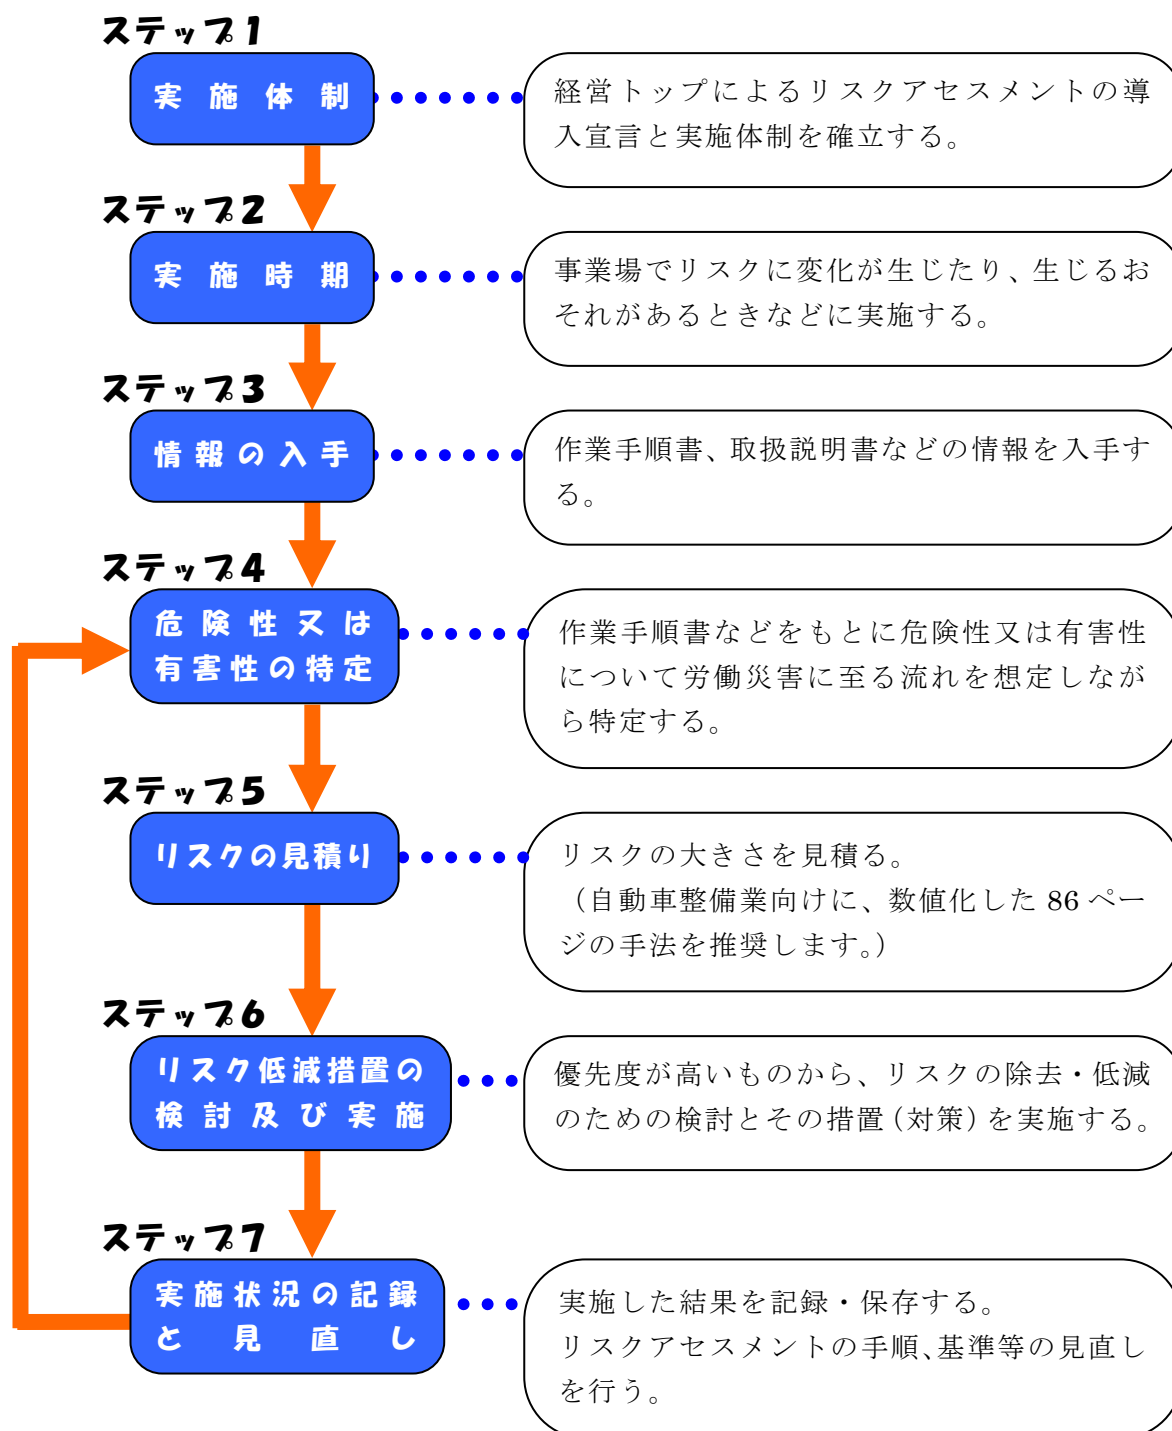 ステップ1
実施体制
経営トップによるリスクアセスメントの導
入宣言と実施体制を確立する。
ステップ2
実施時期
事業場でリスクに変化が生じたり、生じるお
それがあるときなどに実施する。
ステップ3
情報の入手
作業手順書、取扱説明書などの情報を入手す
る。
ステップ4
危険性又は
有害性の特定
作業手順書などをもとに危険性又は有害性
について労働災害に至る流れを想定しなが
ら特定する。
ステップ5
リスクの見積り
リスクの大きさを見積る。
（自動車整備業向けに、数値化した 86 ペー
ジの手法を推奨します。）
ステップ6
リスク低減措置の
検討及び実施
優先度が高いものから、リスクの除去・低減
のための検討とその措置（対策）を実施する。
ステップ7
実施状況の記録
と見直し
実施した結果を記録・保存する。
リスクアセスメントの手順、基準等の見直し
を行う。